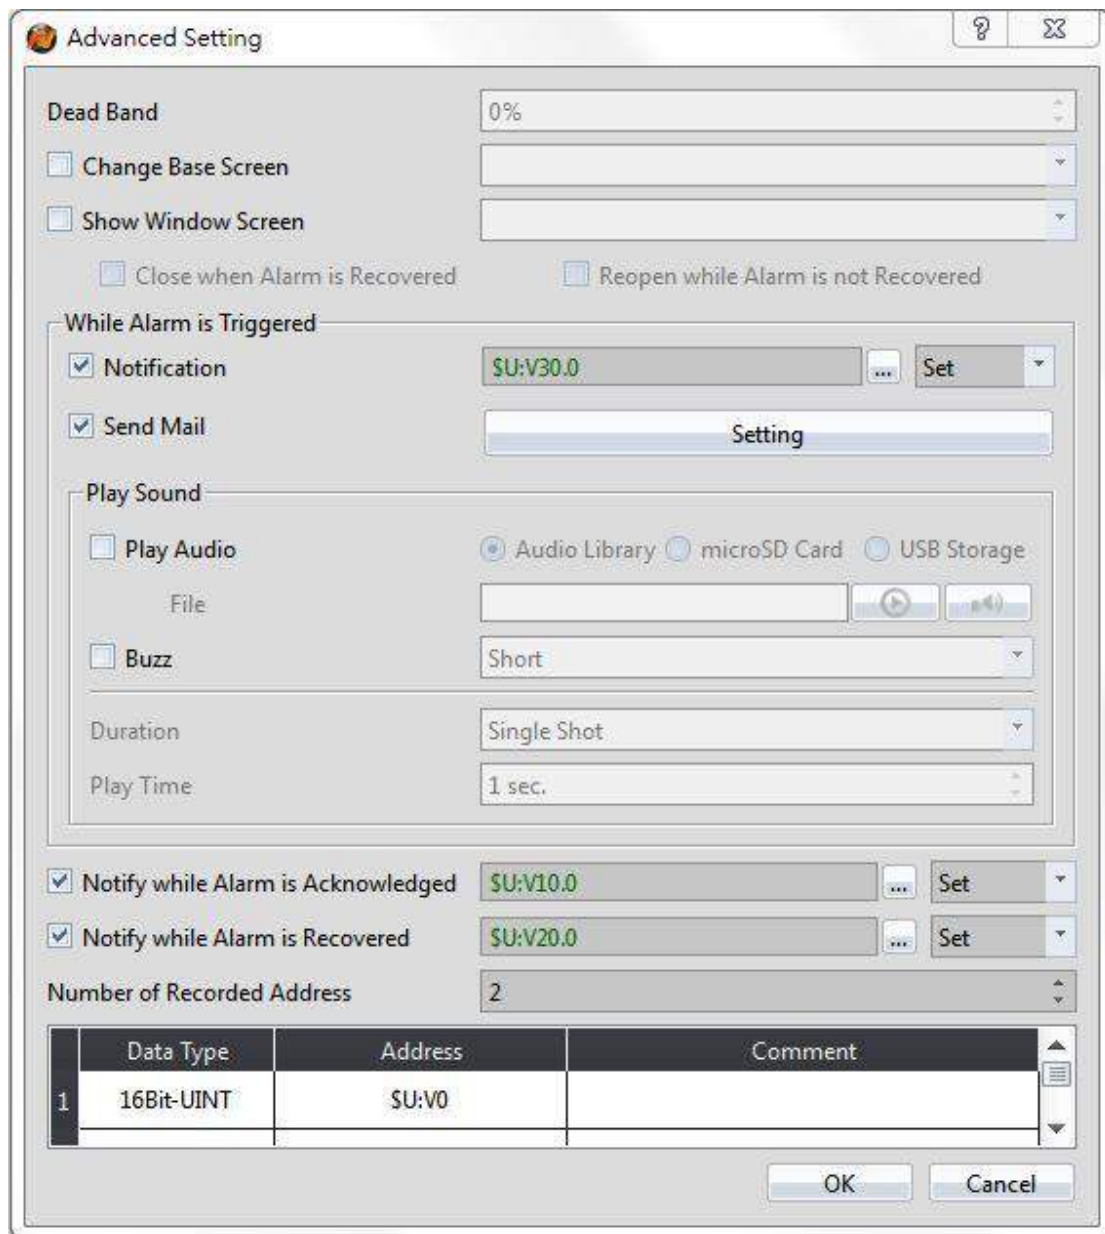 Advanced Setting
Dead Band 0%
Change Base Screen
Show Window Screen
Close when Alarm is Recovered Reopen while Alarm is not Recovered
While Alarm is Triggered
Notification $U:V30.0 ... Set
Send Mail Setting
Play Sound
Play Audio Audio Library microSD Card USB Storage
File
Buzz Short
Duration Single Shot
Play Time 1 sec.
Notify while Alarm is Acknowledged $U:V10.0 ... Set
Notify while Alarm is Recovered $U:V20.0 ... Set
Number of Recorded Address 2
Data Type Address Comment
1 16Bit-UINT $U:V0
OK Cancel